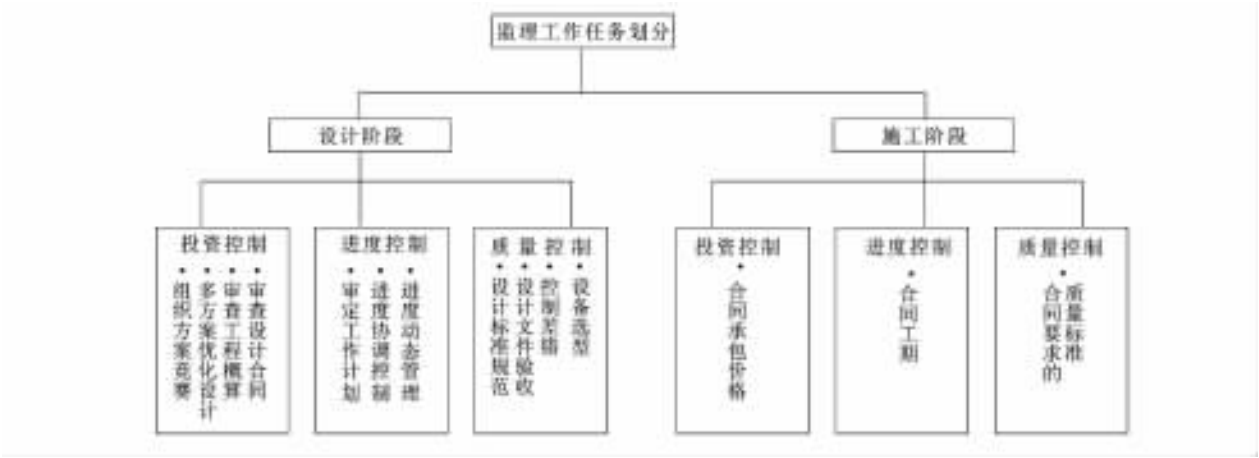 监理工作任务划分
设计阶段
施工阶段
投资控制
•组织方案竞赛
•多方案优化设计
•审查工程概算
•审查设计合同
进度控制
•审定工作计划
•进度协调控制
•进度动态管理
质量控制
•设计标准规范
•设计文件验收
•控制差错
•设备选型
投资控制
•合同承包价格
进度控制
•合同工期
质量控制
•合同要求的
质量标准